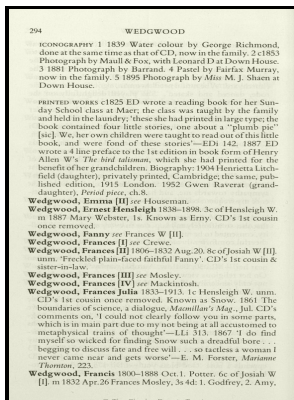 294 WEDGWOOD
ICONOGRAPHY 1 1839 Water colour by George Richmond,
done at the same time as that of CD, now in the family. 2 c1853
Photograph by Maull & Fox, with Leonard D at Down House.
3 1881 Photograph by Barrand. 4 Pastel by Fairfax Murray,
now in the family. 5 1895 Photograph by Miss M. J. Shaen at
Down House.
PRINTED WORKS c1825 ED wrote a reading book for her Sun-
day School class at Maer; the class was taught by the family
and held in the laundry; 'these she had printed in large type; the
book contained four little stories, one about a "plumb pie"
[sic]. We, her own children were taught to read out of this little
book, and were fond of these stories'—EDi 142. 1887 ED
wrote a 4 line preface to the 1st edition in book form of Henry
Allen W's The bird talisman, which she had printed for the
benefit of her grandchildren. Biography: 1904 Henrietta Litch-
field (daughter), privately printed, Cambridge; the same, pub-
lished edition, 1915 London. 1952 Gwen Raverat (grand-
daughter), Period piece, ch.8.
Wedgwood, Emma [II] see Housemaid.
Wedgwood, Ernest Hensleigh 1838–1898. 3c of Hensleigh W.
m 1887 Mary Webster, 1s. Known as Erny. CD's 1st cousin
once removed.
Wedgwood, Fanny see Frances W [II].
Wedgwood, Frances [I] see Crewe.
Wedgwood, Frances [II] 1806–1832 Aug.20. 8c of Josiah W [II].
unm. 'Freckled plain-faced faithful Fanny'. CD's 1st cousin &
sister-in-law.
Wedgwood, Frances [III] see Mosley.
Wedgwood, Frances [IV] see Mackintosh.
Wedgwood, Frances Julia 1833–1913. 1c Hensleigh W. unm.
CD's 1st cousin once removed. Known as Snow. 1861 The
boundaries of science, a dialogue, Macmillan's Mag., Jul. CD's
comments on, 'I could not clearly follow you in some parts,
which is in main part due to my not being at all accustomed to
metaphysical trains of thought'—LLi 313. 1867 'I do find
myself so wicked for finding Snow such a dreadful bore . . .
begging to discuss fate and free will . . . so tactless a woman I
never came near and gets worse'—E. M. Forster, Marianne
Thornton, 223.
Wedgwood, Francis 1800–1888 Oct.1. Potter. 6c of Josiah W
[I]. m 1832 Apr.26 Frances Mosley, 3s 4d: 1. Godfrey, 2. Amy,